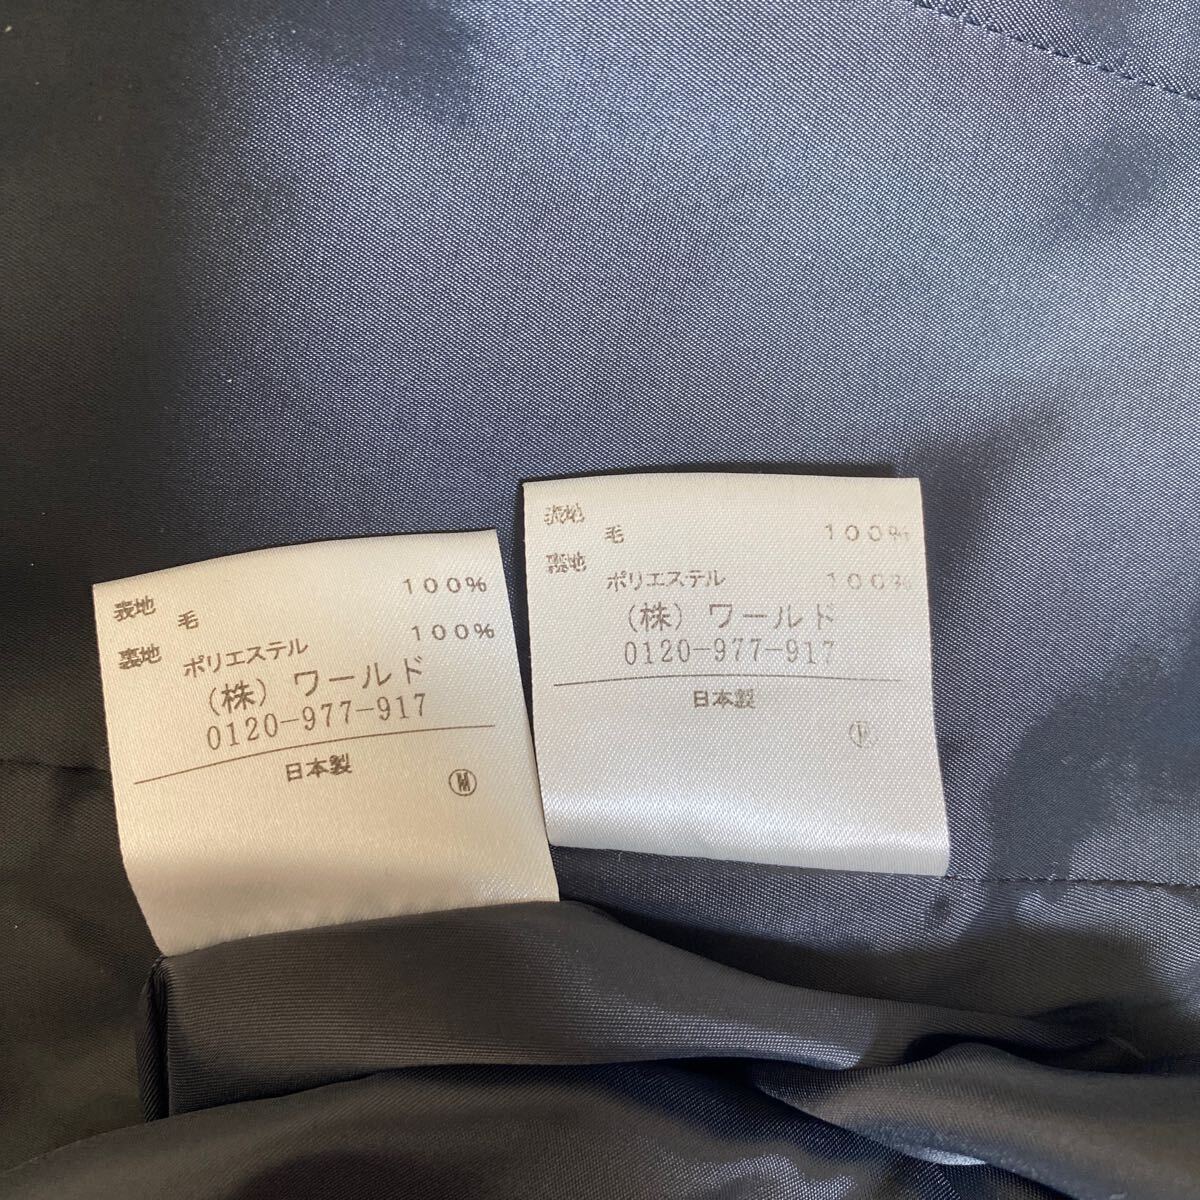 表地
毛 100%
裏地
ポリエステル 100%
(株) ワールド
0120-977-917
日本製
Ⓜ
表地
毛 100%
裏地
ポリエステル 100%
(株) ワールド
0120-977-917
日本製